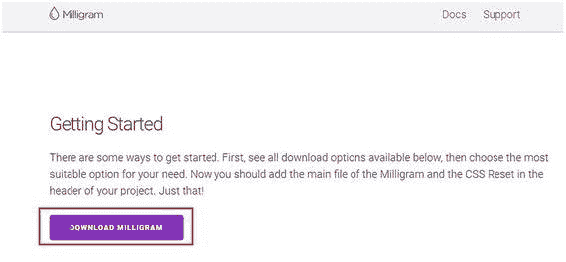 Milligram
Docs Support
Getting Started
There are some ways to get started. First, see all download options available below, then choose the most
suitable option for your need. Now you should add the main file of the Milligram and the CSS Reset in the
header of your project. Just that!
DOWNLOAD MILLIGRAM